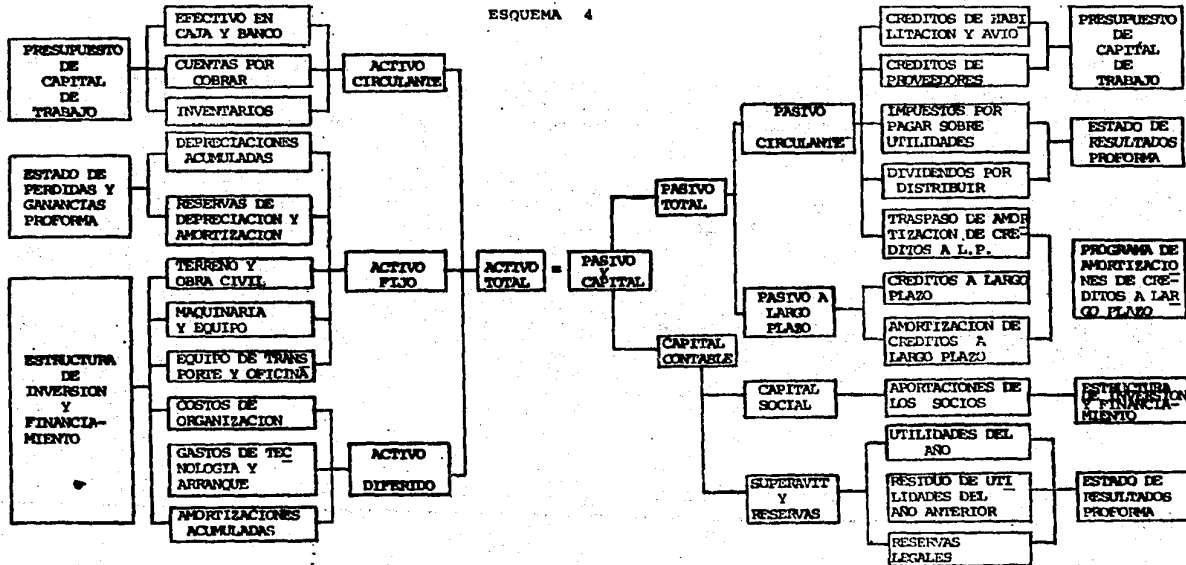 ESQUEMA 4
PRESUPUESTO
DE
CAPITAL
DE
TRABAJO
ESTADO DE
PERDIDAS Y
GANANCIAS
PROFORMA
ESTRUCTURA
DE
INVERSION
Y
FINANCIA-
MIENTO
EFECTIVO EN
CAJA Y BANCO
CUENTAS POR
COBRAR
INVENTARIOS
DEPRECIACIONES
ACUMULADAS
RESERVAS DE
DEPRECIACION Y
AMORTIZACION
TERRENO Y
OBRA CIVIL
MAQUINARIA
Y EQUIPO
EQUIPO DE TRANS
PORTE Y OFICINA
COSTOS DE
ORGANIZACION
GASTOS DE TEC
NOLOGIA Y
ARRANQUE
AMORTIZACIONES
ACUMULADAS
ACTIVO
CIRCULANTE
ACTIVO
FIJO
ACTIVO
DIFERIDO
ACTIVO
TOTAL
=
PASIVO
Y
CAPITAL
PASIVO
TOTAL
CAPITAL
CONTABLE
PASIVO
CIRCULANTE
PASIVO A
LARGO
PLAZO
CAPITAL
SOCIAL
SUPERAVIT
Y
RESERVAS
CREDITOS DE HABI
LITACION Y AVIO
CREDITOS DE
PROVEEDORES
IMPUESTOS POR
PAGAR SOBRE
UTILIDADES
DIVIDENDOS POR
DISTRIBUIR
TRASPASO DE AMOR
TIZACION DE CRE-
DITOS A L.P.
CREDITOS A LARGO
PLAZO
AMORTIZACION DE
CREDITOS A
LARGO PLAZO
APORTACIONES DE
LOS SOCIOS
UTILIDADES DEL
AÑO
RESIDUO DE UTI
LIDADES DEL
AÑO ANTERIOR
RESERVAS
LEGALES
PRESUPUESTO
DE
CAPITAL
DE
TRABAJO
ESTADO DE
RESULTADOS
PROFORMA
PROGRAMA DE
AMORTIZACIO
NES DE CRE-
DITOS A LAR
GO PLAZO
ESTRUCTURA
DE INVERSION
Y FINANCIA-
MIENTO
ESTADO DE
RESULTADOS
PROFORMA